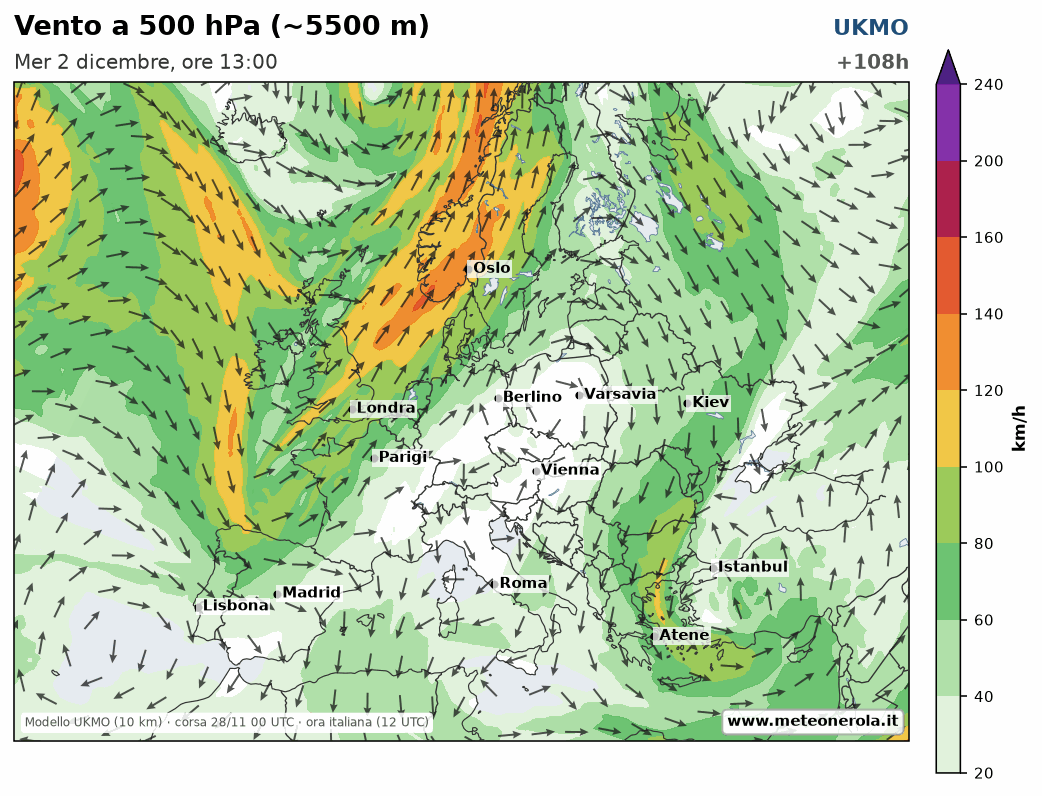 Vento a 500 hPa (~5500 m)
UKMO
Mer 2 dicembre, ore 13:00
+108h
240
200
160
140
120
100
80
60
40
20
km/h
Oslo
Londra
Berlino
Varsavia
Kiev
Parigi
Vienna
Istanbul
Roma
Madrid
Lisbona
Atene
Modello UKMO (10 km) · corsa 28/11 00 UTC · ora italiana (12 UTC)
www.meteonerola.it